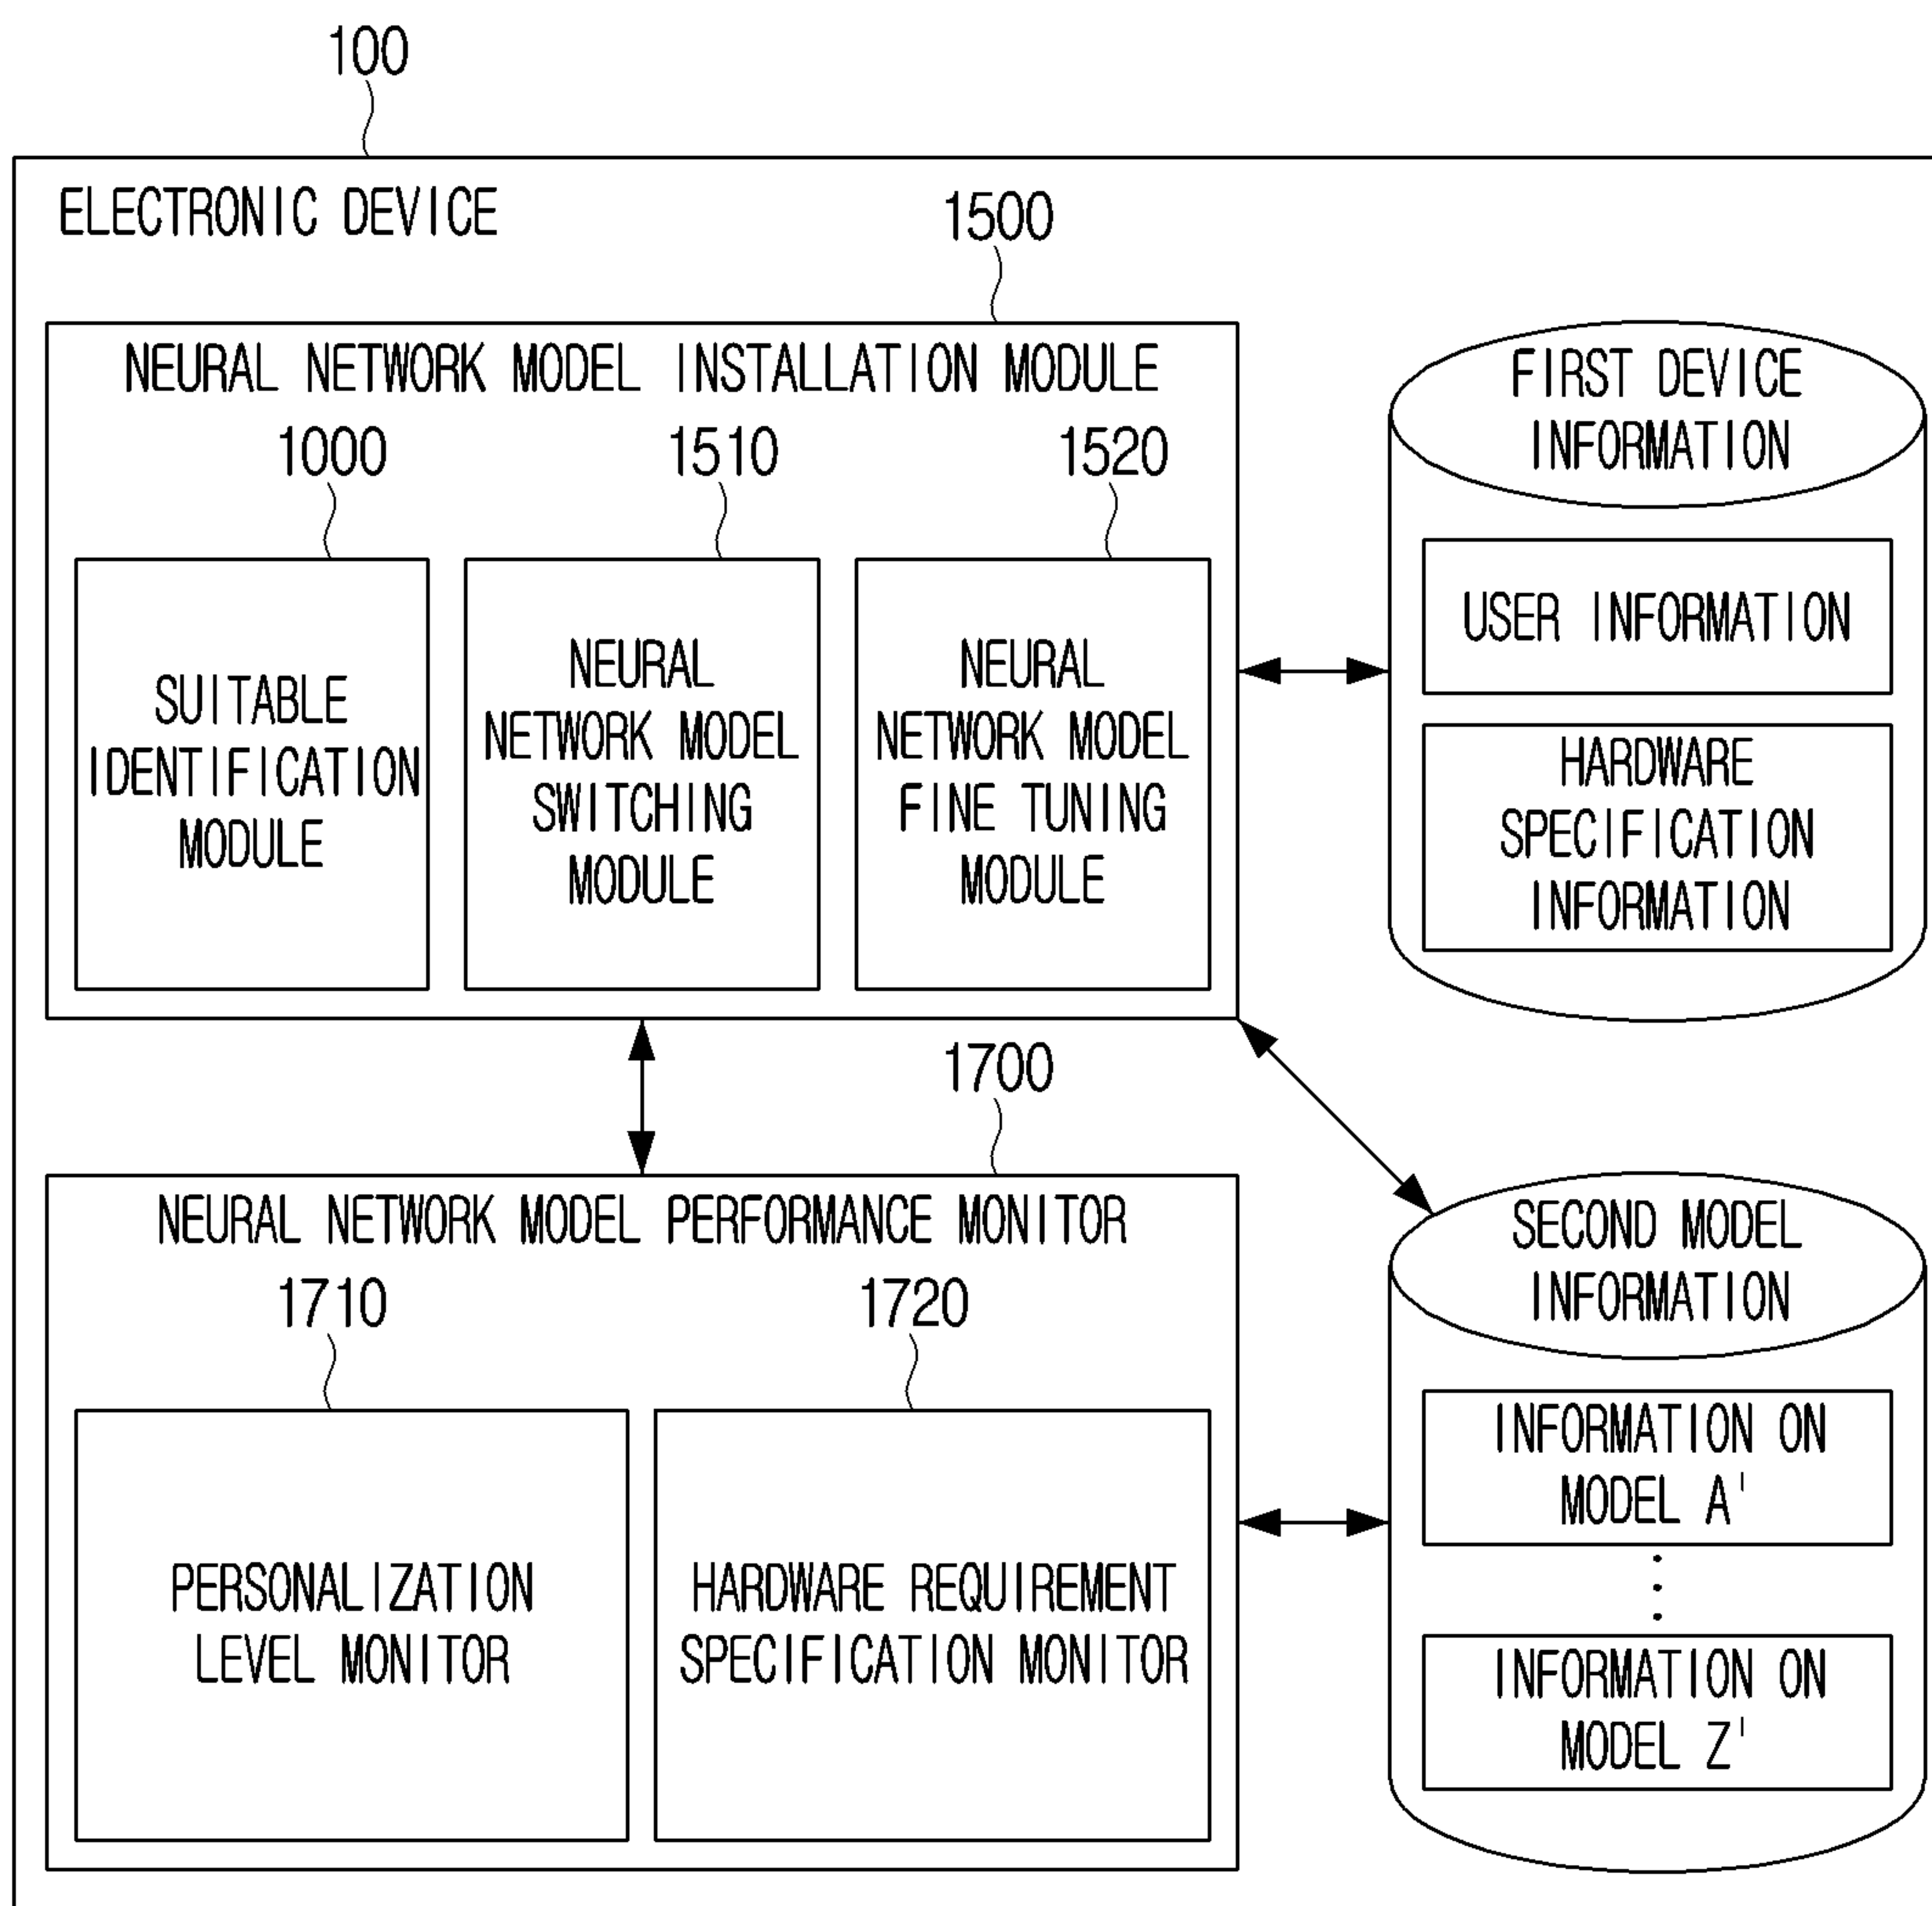 100
ELECTRONIC DEVICE
1500
NEURAL NETWORK MODEL INSTALLATION MODULE
1000
1510
1520
SUITABLE
IDENTIFICATION
MODULE
NEURAL
NETWORK MODEL
SWITCHING
MODULE
NEURAL
NETWORK MODEL
FINE TUNING
MODULE
FIRST DEVICE
INFORMATION
USER INFORMATION
HARDWARE
SPECIFICATION
INFORMATION
1700
NEURAL NETWORK MODEL PERFORMANCE MONITOR
1710
1720
PERSONALIZATION
LEVEL MONITOR
HARDWARE REQUIREMENT
SPECIFICATION MONITOR
SECOND MODEL
INFORMATION
INFORMATION ON
MODEL A'
⋮
INFORMATION ON
MODEL Z'